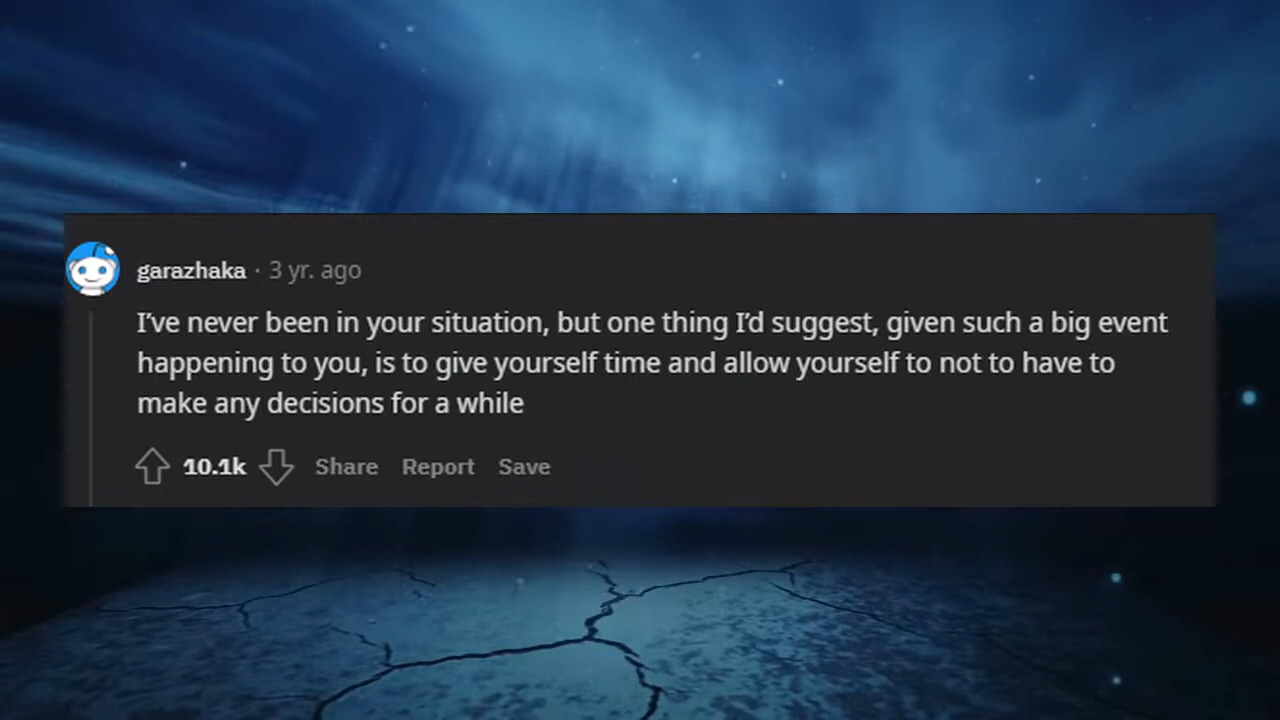 garazhaka · 3 yr. ago
I’ve never been in your situation, but one thing I’d suggest, given such a big event
happening to you, is to give yourself time and allow yourself to not to have to
make any decisions for a while
10.1k Share Report Save